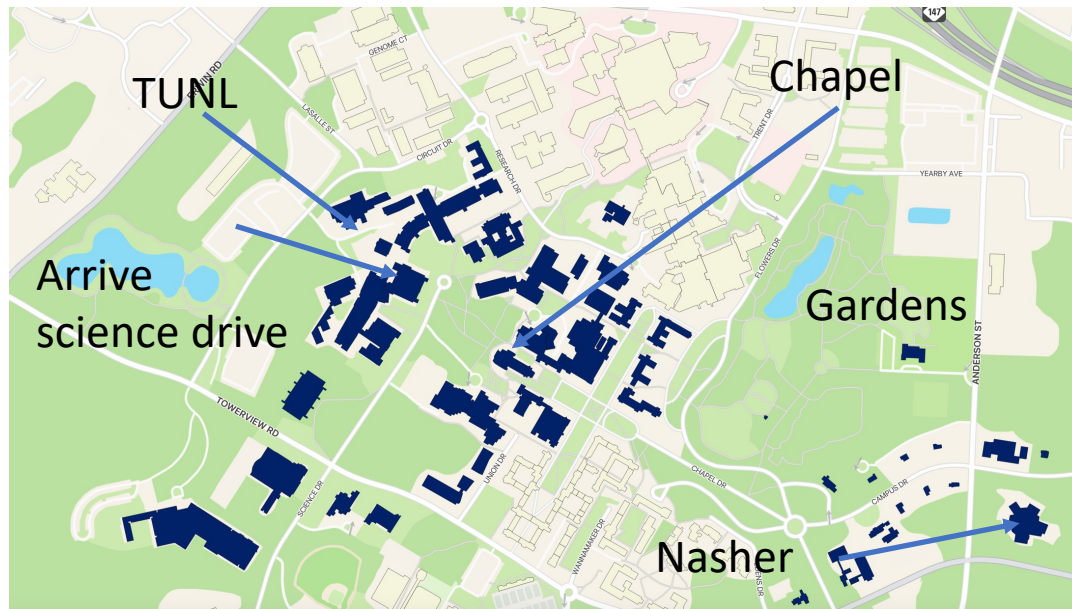 147
GENOME CT
Chapel
TUNL
LASALLE ST
TRENT DR
CIRCUIT DR
RESEARCH DR
YEARBY AVE
FLOWERS DR
Arrive
science drive
Gardens
ANDERSON ST
TOWERVIEW RD
UNION DR
CHAPEL DR
SCIENCE DR
CAMPUS DR
WANNAMAKER DR
Nasher